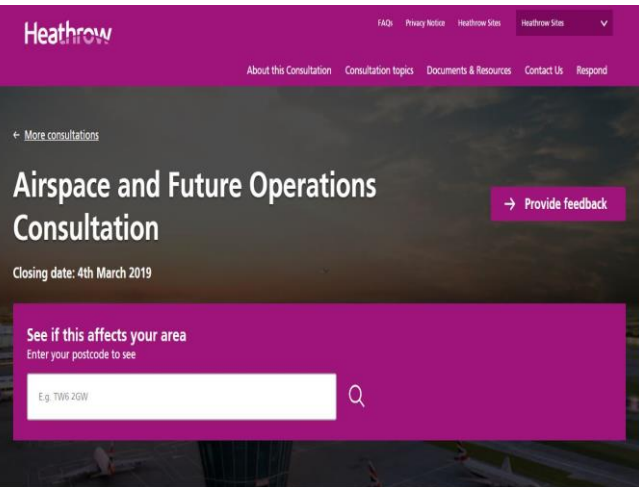 Heathrow
FAQs Privacy Notice Heathrow Sites Heathrow Sites
About this Consultation Consultation topics Documents & Resources Contact Us Respond
← More consultations
Airspace and Future Operations
Consultation
→ Provide feedback
Closing date: 4th March 2019
See if this affects your area
Enter your postcode to see
E.g. TW6 2GW